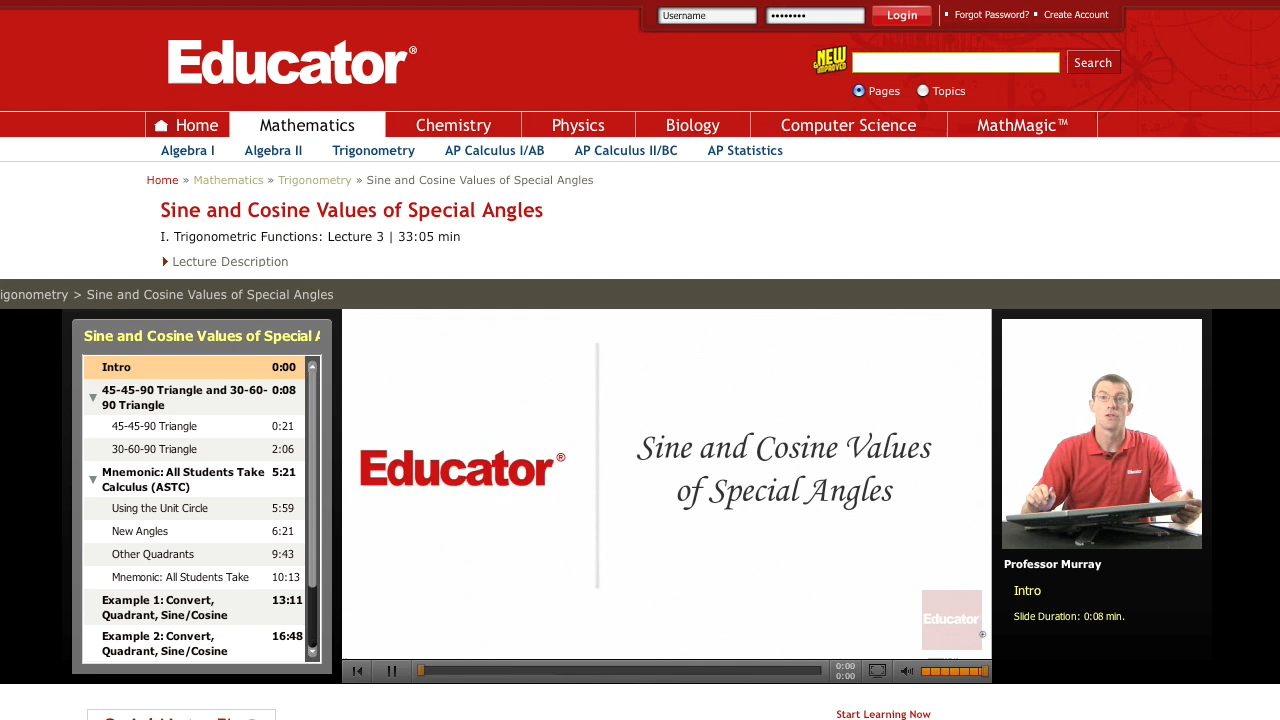 Username
••••••••
Login
Forgot Password?
Create Account
Educator®
NEW
& IMPROVED
Search
Pages
Topics
Home
Mathematics
Chemistry
Physics
Biology
Computer Science
MathMagic™
Algebra I
Algebra II
Trigonometry
AP Calculus I/AB
AP Calculus II/BC
AP Statistics
Home » Mathematics » Trigonometry » Sine and Cosine Values of Special Angles
Sine and Cosine Values of Special Angles
I. Trigonometric Functions: Lecture 3 | 33:05 min
Lecture Description
igonometry > Sine and Cosine Values of Special Angles
Sine and Cosine Values of Special A
Intro 0:00
45-45-90 Triangle and 30-60- 0:08
90 Triangle
45-45-90 Triangle 0:21
30-60-90 Triangle 2:06
Mnemonic: All Students Take 5:21
Calculus (ASTC)
Using the Unit Circle 5:59
New Angles 6:21
Other Quadrants 9:43
Mnemonic: All Students Take 10:13
Example 1: Convert, 13:11
Quadrant, Sine/Cosine
Example 2: Convert, 16:48
Quadrant, Sine/Cosine
Educator®
Sine and Cosine Values
of Special Angles
Educator®
0:00
0:00
Educator
Professor Murray
Intro
Slide Duration: 0:08 min.
Start Learning Now